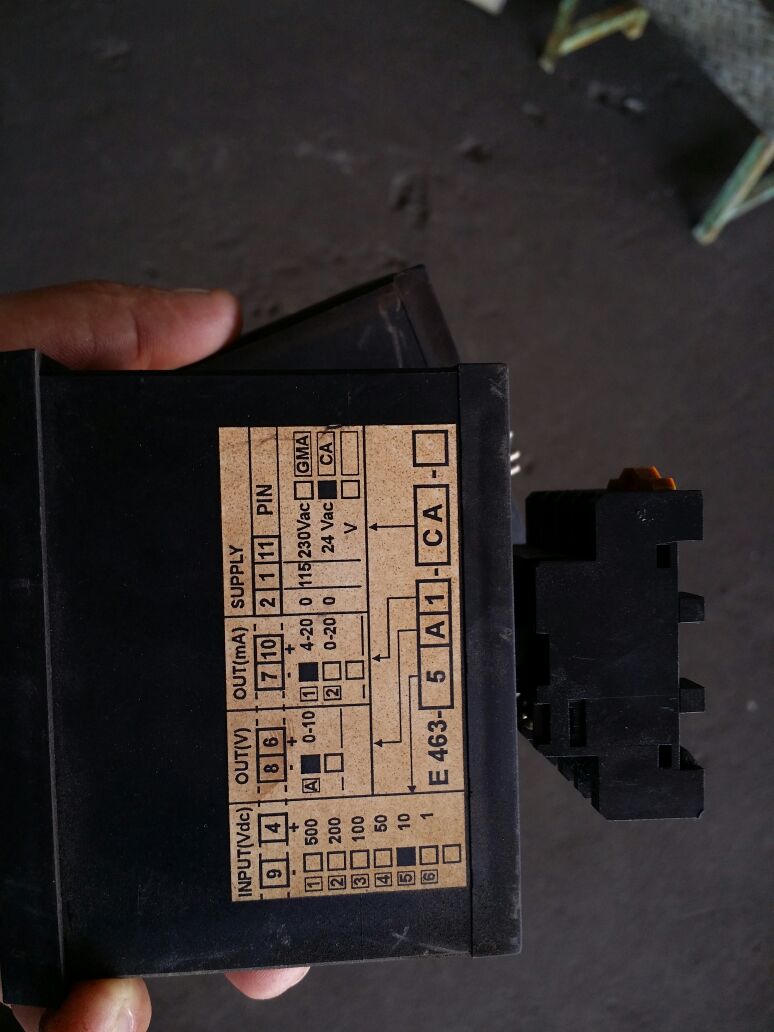 INPUT(Vdc) OUT(V) OUT(mA) SUPPLY
9 4 8 6 7 10 2 1 11 PIN
- + - + - +
1 500 A 0-10 1 4-20 0 115 230Vac GMA
2 200 2 0-20 0 24 Vac CA
3 100 V
4 50
5 10
6 1
E 463- 5 A 1 - CA -